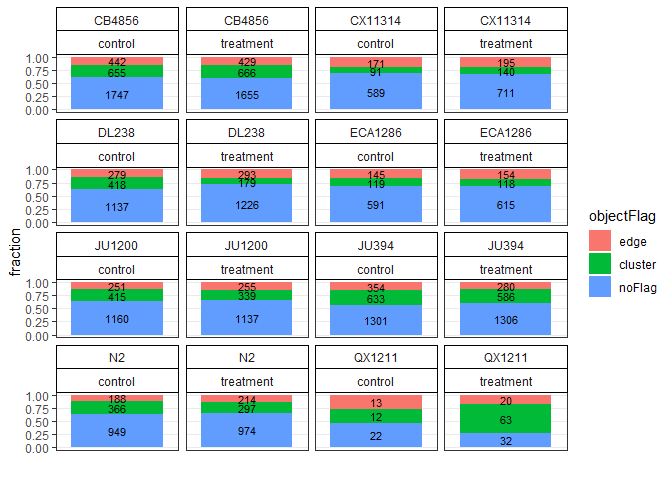 CB4856 CB4856 CX11314 CX11314
control treatment control treatment
1.00 442 429 171 195
0.75 655 666 91 140
0.50
0.25 1747 1655 589 711
0.00
DL238 DL238 ECA1286 ECA1286
control treatment control treatment
1.00 279 293 145 154
0.75 418 179 119 118
0.50
0.25 1137 1226 591 615
0.00
JU1200 JU1200 JU394 JU394
control treatment control treatment
1.00 251 255 354 280
0.75 415 339 633 586
0.50
0.25 1160 1137 1301 1306
0.00
N2 N2 QX1211 QX1211
control treatment control treatment
1.00 188 214 13 20
0.75 366 297 12 63
0.50
0.25 949 974 22 32
0.00
fraction
objectFlag
edge
cluster
noFlag